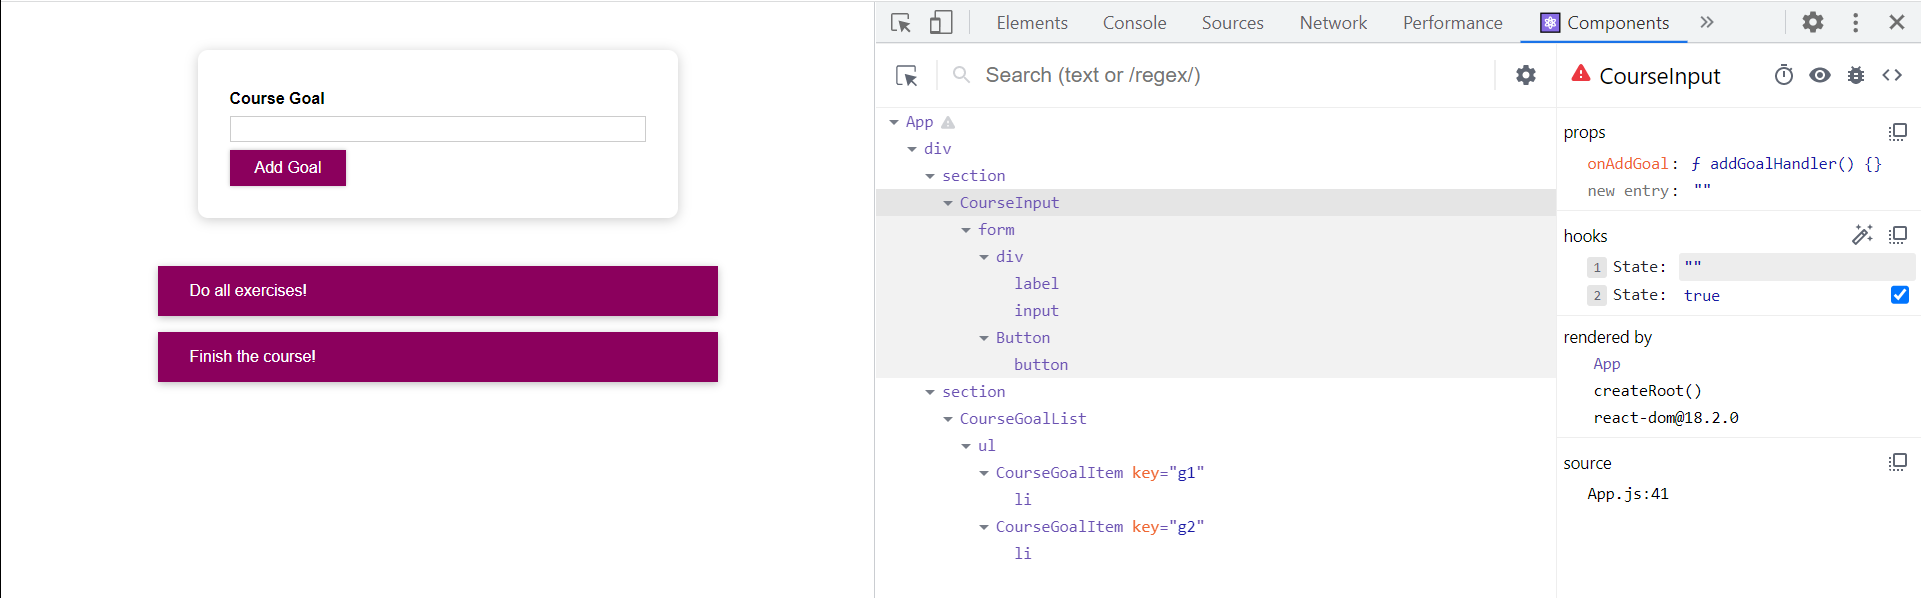 Course Goal
Add Goal
Do all exercises!
Finish the course!
Elements Console Sources Network Performance Components
Search (text or /regex/)
App
div
section
CourseInput
form
div
label
input
Button
button
section
CourseGoalList
ul
CourseGoalItem key="g1"
li
CourseGoalItem key="g2"
li
CourseInput
props
onAddGoal: ƒ addGoalHandler() {}
new entry: ""
hooks
1 State: ""
2 State: true
rendered by
App
createRoot()
react-dom@18.2.0
source
App.js:41